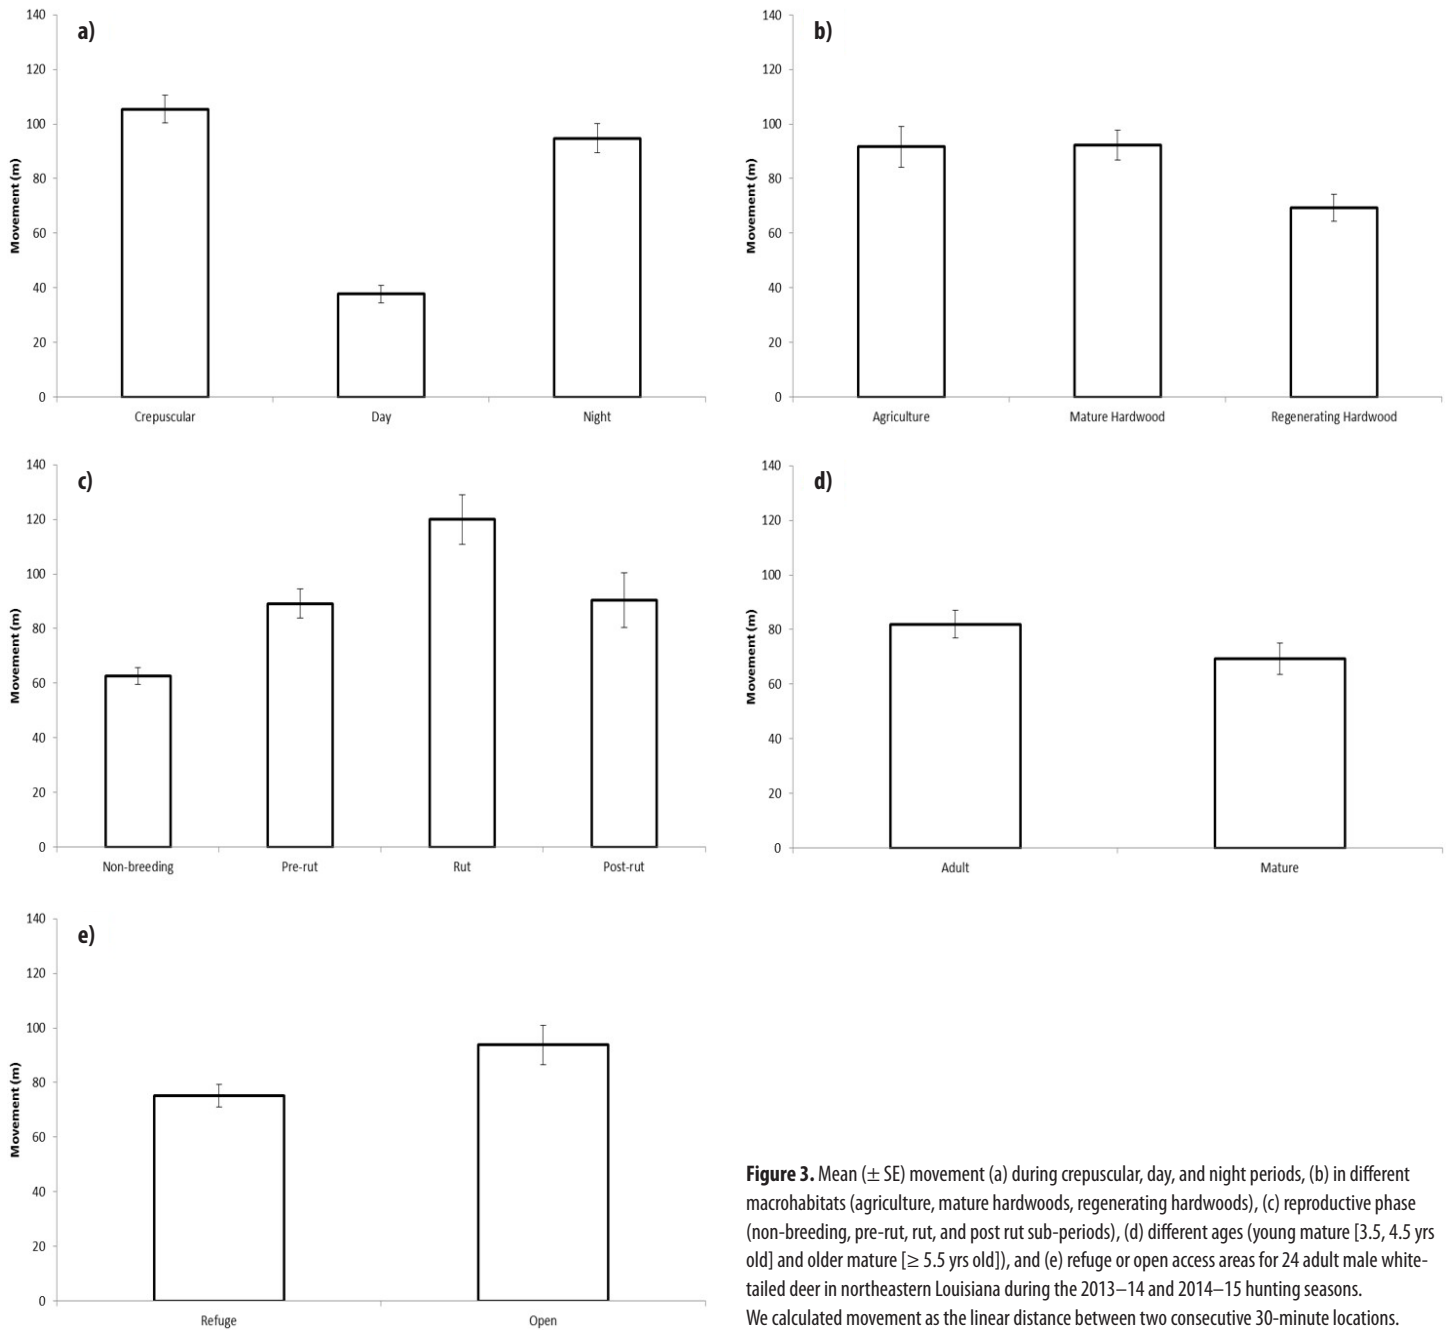 a)
140
120
100
80
60
40
20
0
Movement (m)
Crepuscular Day Night
b)
140
120
100
80
60
40
20
0
Movement (m)
Agriculture Mature Hardwood Regenerating Hardwood
c)
140
120
100
80
60
40
20
0
Movement (m)
Non-breeding Pre-rut Rut Post-rut
d)
140
120
100
80
60
40
20
0
Movement (m)
Adult Mature
e)
140
120
100
80
60
40
20
0
Movement (m)
Refuge Open
Figure 3. Mean (± SE) movement (a) during crepuscular, day, and night periods, (b) in different
macrohabitats (agriculture, mature hardwoods, regenerating hardwoods), (c) reproductive phase
(non-breeding, pre-rut, rut, and post rut sub-periods), (d) different ages (young mature [3.5, 4.5 yrs
old] and older mature [≥ 5.5 yrs old]), and (e) refuge or open access areas for 24 adult male white-
tailed deer in northeastern Louisiana during the 2013–14 and 2014–15 hunting seasons.
We calculated movement as the linear distance between two consecutive 30-minute locations.